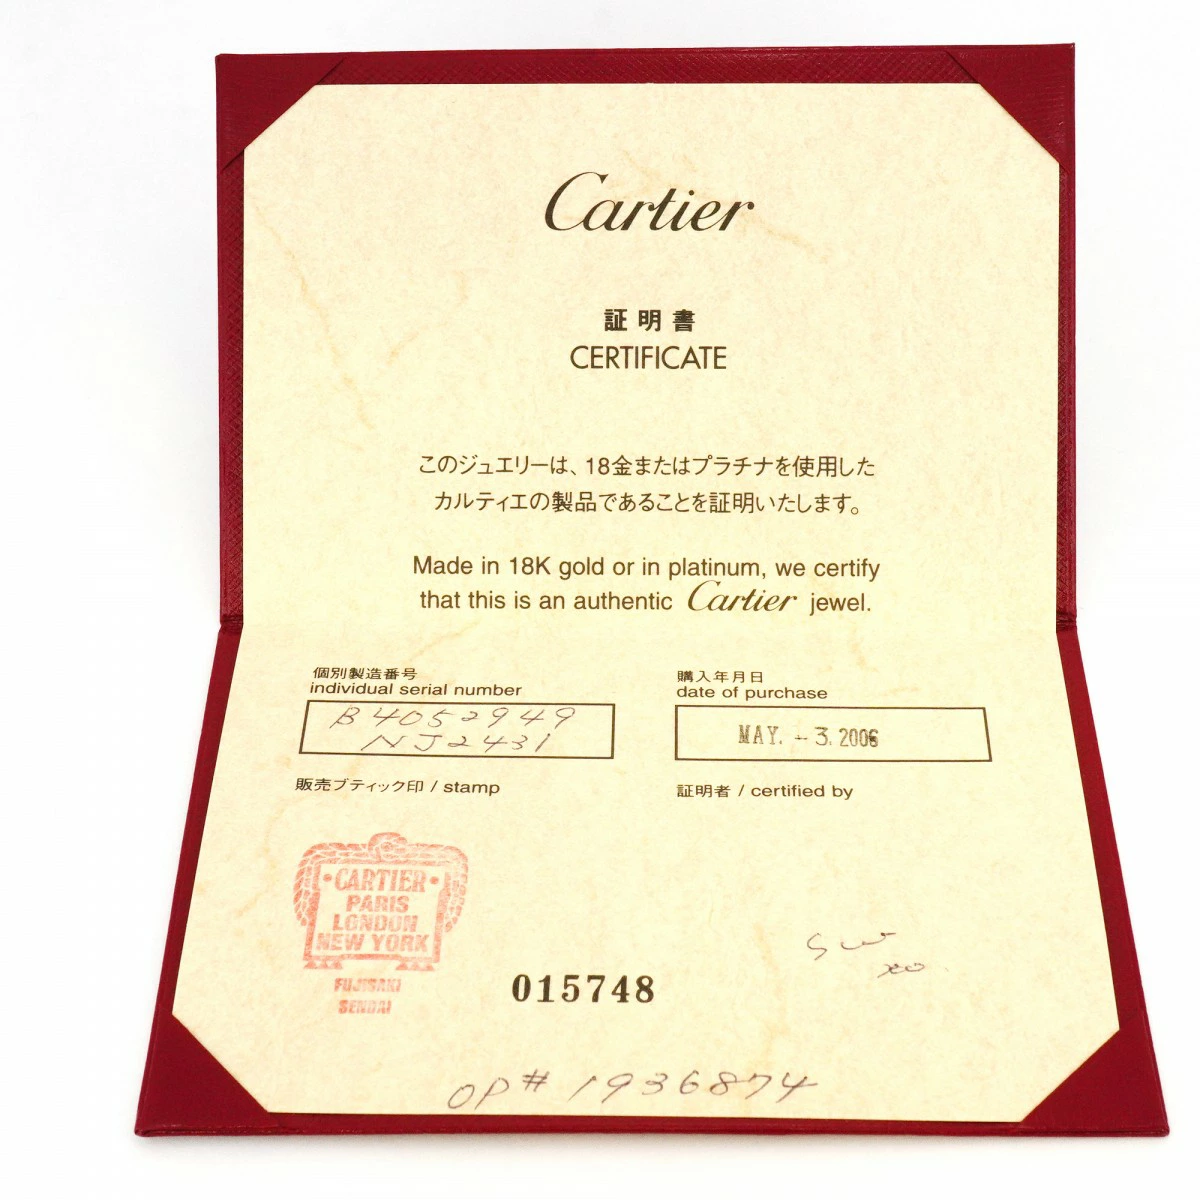 Cartier
証明書
CERTIFICATE
このジュエリーは、18金またはプラチナを使用した
カルティエの製品であることを証明いたします。
Made in 18K gold or in platinum, we certify
that this is an authentic Cartier jewel.
個別製造番号
individual serial number
B4052949
NJ2431
購入年月日
date of purchase
MAY. -3. 2006
販売ブティック印 / stamp
証明者 / certified by
•CARTIER•
PARIS
LONDON
NEW YORK
FUJISAKI
SENDAI
015748
OP# 1936874